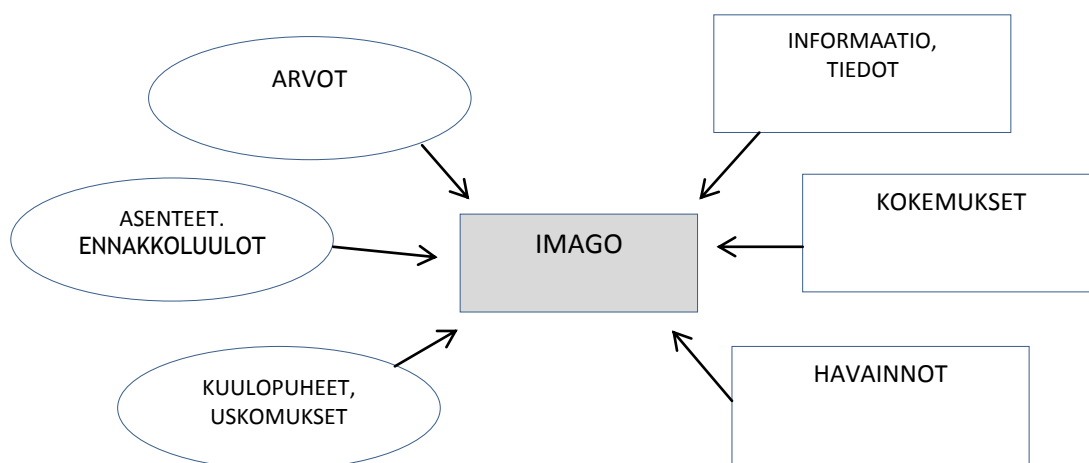 ARVOT
INFORMAATIO,
TIEDOT
ASENTEET.
ENNAKKOLUULOT
IMAGO
KOKEMUKSET
KUULOPUHEET,
USKOMUKSET
HAVAINNOT